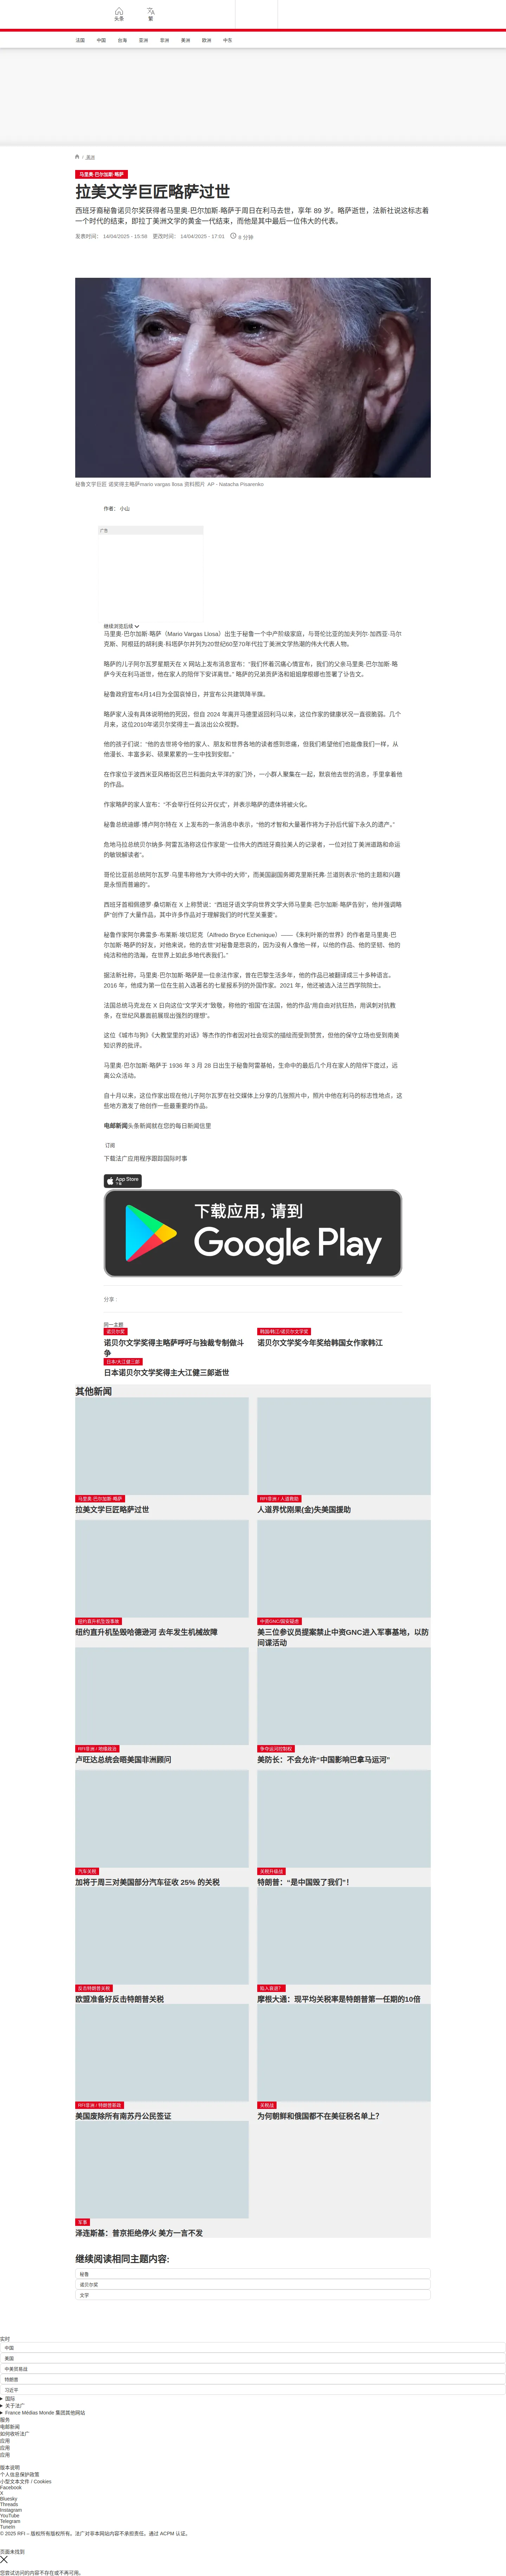 头条
繁
法国
中国
台海
亚洲
非洲
美洲
欧洲
中东
/ 美洲
马里奥·巴尔加斯·略萨
拉美文学巨匠略萨过世
西班牙裔秘鲁诺贝尔奖获得者马里奥·巴尔加斯·略萨于周日在利马去世，享年 89 岁。略萨逝世，法新社说这标志着
一个时代的结束，即拉丁美洲文学的黄金一代结束，而他是其中最后一位伟大的代表。
发表时间： 14/04/2025 - 15:58 更改时间： 14/04/2025 - 17:01
8 分钟
秘鲁文学巨匠 诺奖得主略萨mario vargas llosa 资料照片 AP - Natacha Pisarenko
作者： 小山
广告
继续浏览后续
马里奥·巴尔加斯·略萨（Mario Vargas Llosa）出生于秘鲁一个中产阶级家庭，与哥伦比亚的加夫列尔·加西亚·马尔
克斯、阿根廷的胡利奥·科塔萨尔并列为20世纪60至70年代拉丁美洲文学热潮的伟大代表人物。
略萨的儿子阿尔瓦罗星期天在 X 网站上发布消息宣布：“我们怀着沉痛心情宣布，我们的父亲马里奥·巴尔加斯·略
萨今天在利马逝世，他在家人的陪伴下安详离世。” 略萨的兄弟贡萨洛和姐姐摩根娜也签署了讣告文。
秘鲁政府宣布4月14日为全国哀悼日，并宣布公共建筑降半旗。
略萨家人没有具体说明他的死因，但自 2024 年离开马德里返回利马以来，这位作家的健康状况一直很脆弱。几个
月来，这位2010年诺贝尔奖得主一直淡出公众视野。
他的孩子们说：“他的去世将令他的家人、朋友和世界各地的读者感到悲痛，但我们希望他们也能像我们一样，从
他漫长、丰富多彩、硕果累累的一生中找到安慰。”
在作家位于波西米亚风格街区巴兰科面向太平洋的家门外，一小群人聚集在一起，默哀他去世的消息，手里拿着他
的作品。
作家略萨的家人宣布：“不会举行任何公开仪式”，并表示略萨的遗体将被火化。
秘鲁总统迪娜·博卢阿尔特在 X 上发布的一条消息中表示，“他的才智和大量著作将为子孙后代留下永久的遗产。”
危地马拉总统贝尔纳多·阿雷瓦洛称这位作家是“一位伟大的西班牙裔拉美人的记录者，一位对拉丁美洲道路和命运
的敏锐解读者”。
哥伦比亚前总统阿尔瓦罗·乌里韦称他为“大师中的大师”，而美国副国务卿克里斯托弗·兰道则表示“他的主题和兴趣
是永恒而普遍的”。
西班牙首相佩德罗·桑切斯在 X 上称赞说：“西班牙语文学向世界文学大师马里奥·巴尔加斯·略萨告别”，他并强调略
萨“创作了大量作品，其中许多作品对于理解我们的时代至关重要”。
秘鲁作家阿尔弗雷多·布莱斯·埃切尼克（Alfredo Bryce Echenique）——《朱利叶斯的世界》的作者是马里奥·巴
尔加斯·略萨的好友，对他来说，他的去世“对秘鲁是悲哀的，因为没有人像他一样，以他的作品、他的坚韧、他的
纯洁和他的浩瀚，在世界上如此多地代表我们。”
据法新社称，马里奥·巴尔加斯·略萨是一位余法作家，曾在巴黎生活多年，他的作品已被翻译成三十多种语言。
2016 年，他成为第一位在生前入选著名的七星报系列的外国作家。2021 年，他还被选入法兰西学院院士。
法国总统马克龙在 X 日向这位“文学天才”致敬，称他的“祖国”在法国，他的作品“用自由对抗狂热，用讽刺对抗教
条，在世纪风暴面前展现出强烈的理想”。
这位《城市与狗》《大教堂里的对话》等杰作的作者因对社会现实的描绘而受到赞赏，但他的保守立场也受到南美
知识界的批评。
马里奥·巴尔加斯·略萨于 1936 年 3 月 28 日出生于秘鲁阿雷基帕，生命中的最后几个月在家人的陪伴下度过，远
离公众活动。
自十月以来，这位作家出现在他儿子阿尔瓦罗在社交媒体上分享的几张照片中，照片中他在利马的标志性地点，这
些地方激发了他创作一些最重要的作品。
电邮新闻头条新闻就在您的每日新闻信里
订阅
下载法广应用程序跟踪国际时事
App Store
下载
下载应用，请到
Google Play
分享 :
同一主题
诺贝尔奖
诺贝尔文学奖得主略萨呼吁与独裁专制做斗
争
韩国/韩江/诺贝尔文学奖
诺贝尔文学奖今年奖给韩国女作家韩江
日本/大江健三郎
日本诺贝尔文学奖得主大江健三郎逝世
其他新闻
马里奥·巴尔加斯·略萨
拉美文学巨匠略萨过世
RFI非洲 / 人道救助
人道界忧刚果(金)失美国援助
纽约直升机坠毁事故
纽约直升机坠毁哈德逊河 去年发生机械故障
中资GNC/国安疑虑
美三位参议员提案禁止中资GNC进入军事基地，以防
间谍活动
RFI非洲 / 地缘政治
卢旺达总统会晤美国非洲顾问
争夺运河控制权
美防长：不会允许“中国影响巴拿马运河”
汽车关税
加将于周三对美国部分汽车征收 25% 的关税
关税升级战
特朗普：“是中国毁了我们”！
反击特朗普关税
欧盟准备好反击特朗普关税
陷入衰退?
摩根大通：现平均关税率是特朗普第一任期的10倍
RFI非洲 / 特朗普新政
美国废除所有南苏丹公民签证
关税战
为何朝鲜和俄国都不在美征税名单上？
军事
泽连斯基：普京拒绝停火 美方一言不发
继续阅读相同主题内容:
秘鲁
诺贝尔奖
文学
实时
中国
美国
中美贸易战
特朗普
习近平
国际
关于法广
France Médias Monde 集团其他网站
服务
电邮新闻
如何收听法广
应用
应用
应用
版本说明
个人信息保护政策
小型文本文件 / Cookies
Facebook
X
Bluesky
Threads
Instagram
YouTube
Telegram
TuneIn
© 2025 RFI – 版权所有版权所有。法广对非本网站内容不承担责任。通过 ACPM 认证。
页面未找到
您尝试访问的内容不存在或不再可用。